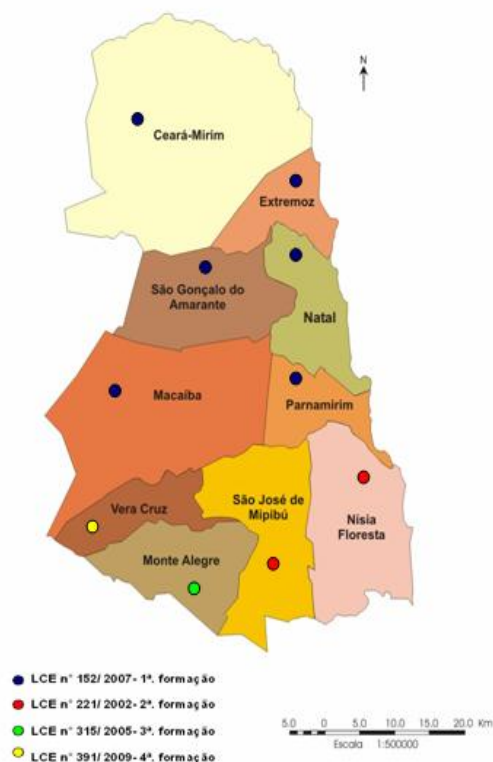 N
Ceará-Mirim
Extremoz
São Gonçalo do
Amarante
Natal
Macaíba
Parnamirim
São José de
Mipibú
Nísia
Floresta
Vera Cruz
Monte Alegre
LCE n° 152/ 2007- 1ª. formação
LCE n° 221/ 2002- 2ª. formação
LCE n° 315/ 2005- 3ª. formação
LCE n° 391/ 2009- 4ª. formação
5.0 0 5.0 10.0 15.0 20.0 Km
Escala 1:500000